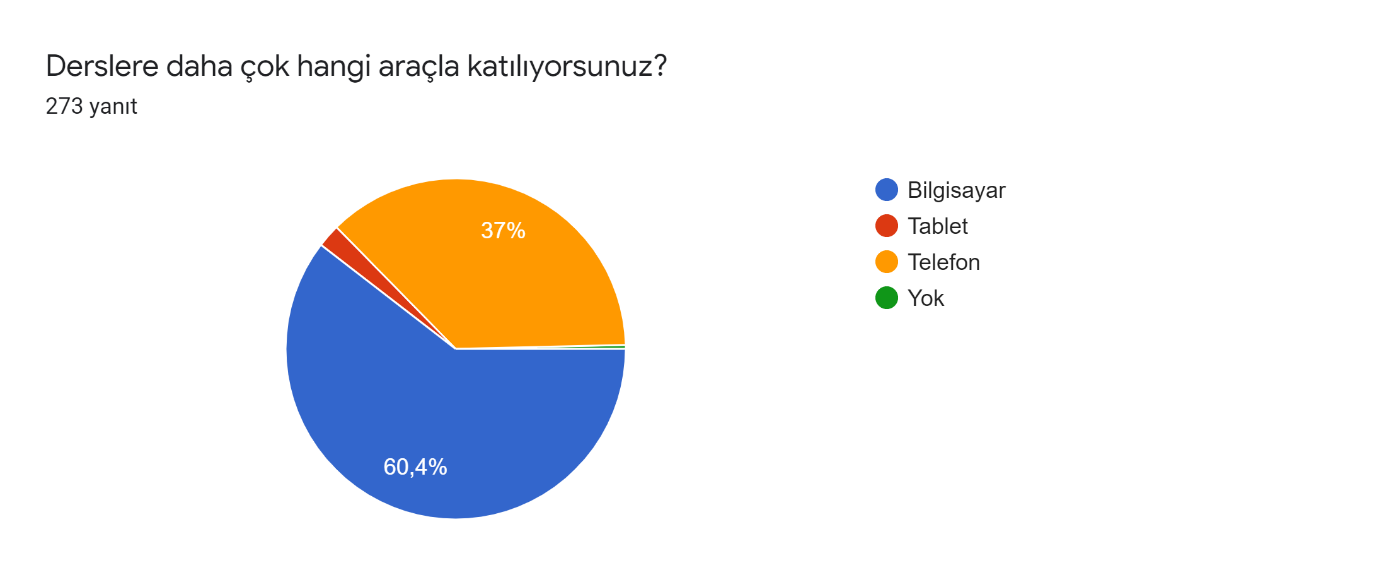 Derslere daha çok hangi araçla katılıyorsunuz?
273 yanıt
37%
60,4%
Bilgisayar
Tablet
Telefon
Yok